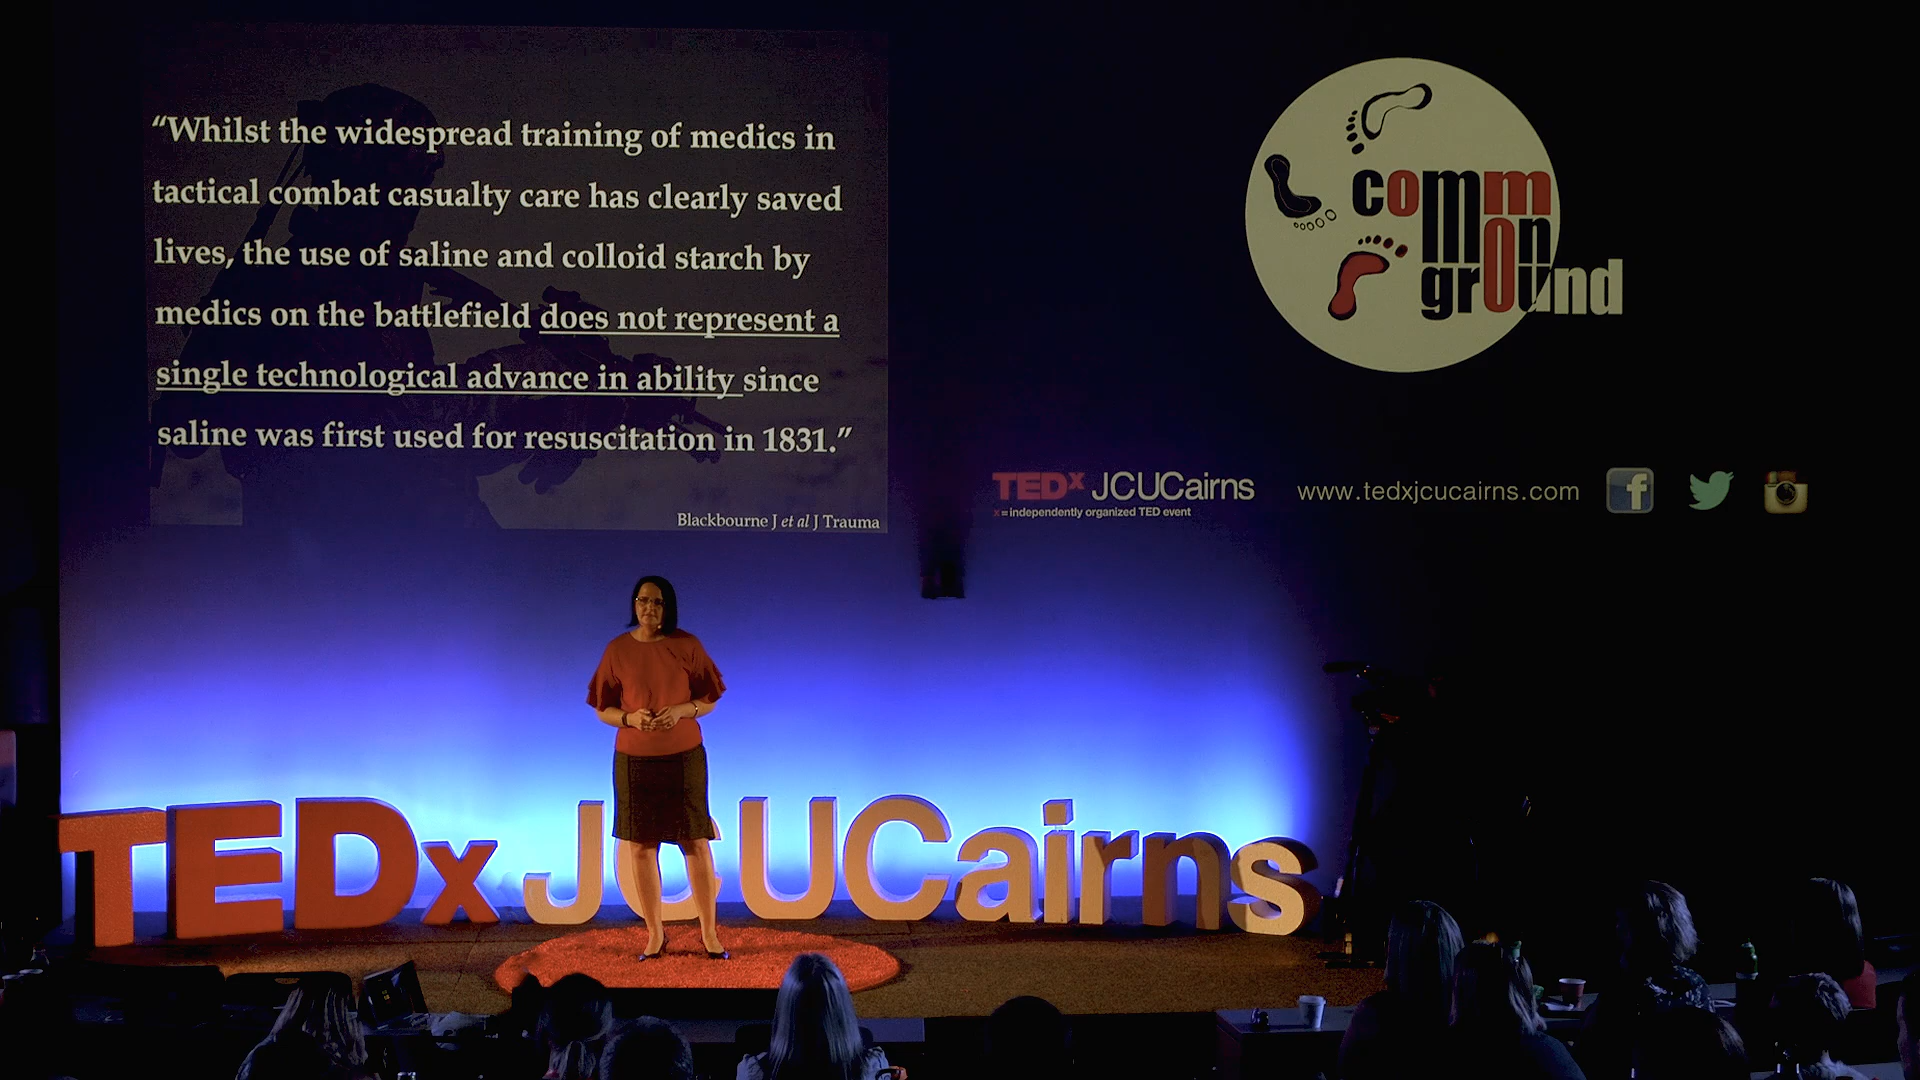 “Whilst the widespread training of medics in
tactical combat casualty care has clearly saved
lives, the use of saline and colloid starch by
medics on the battlefield does not represent a
single technological advance in ability since
saline was first used for resuscitation in 1831.”
Blackbourne J et al J Trauma
common
ground
TEDx JCUCairns
x = independently organized TED event
www.tedxjcucairns.com
TEDx JCUCairns